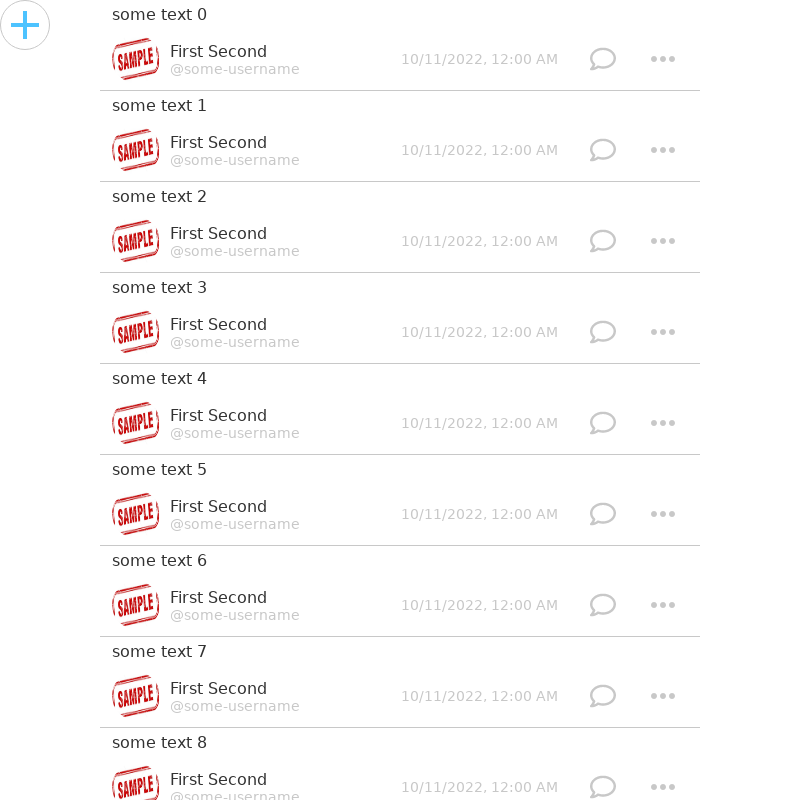 some text 0
SAMPLE
First Second
@some-username
10/11/2022, 12:00 AM
some text 1
SAMPLE
First Second
@some-username
10/11/2022, 12:00 AM
some text 2
SAMPLE
First Second
@some-username
10/11/2022, 12:00 AM
some text 3
SAMPLE
First Second
@some-username
10/11/2022, 12:00 AM
some text 4
SAMPLE
First Second
@some-username
10/11/2022, 12:00 AM
some text 5
SAMPLE
First Second
@some-username
10/11/2022, 12:00 AM
some text 6
SAMPLE
First Second
@some-username
10/11/2022, 12:00 AM
some text 7
SAMPLE
First Second
@some-username
10/11/2022, 12:00 AM
some text 8
SAMPLE
First Second
@some-username
10/11/2022, 12:00 AM